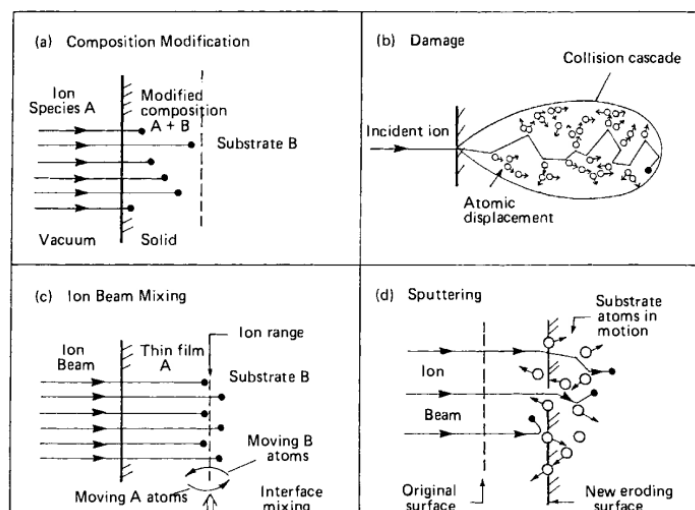 (a) Composition Modification
Ion
Species A
Modified
composition
A + B
Substrate B
Vacuum
Solid
(b) Damage
Collision cascade
Incident ion
Atomic
displacement
(c) Ion Beam Mixing
Ion range
Ion
Beam
Thin film
A
Substrate B
Moving B
atoms
Moving A atoms
Interface
mixing
(d) Sputtering
Substrate
atoms in
motion
Ion
Beam
Original
surface
New eroding
surface